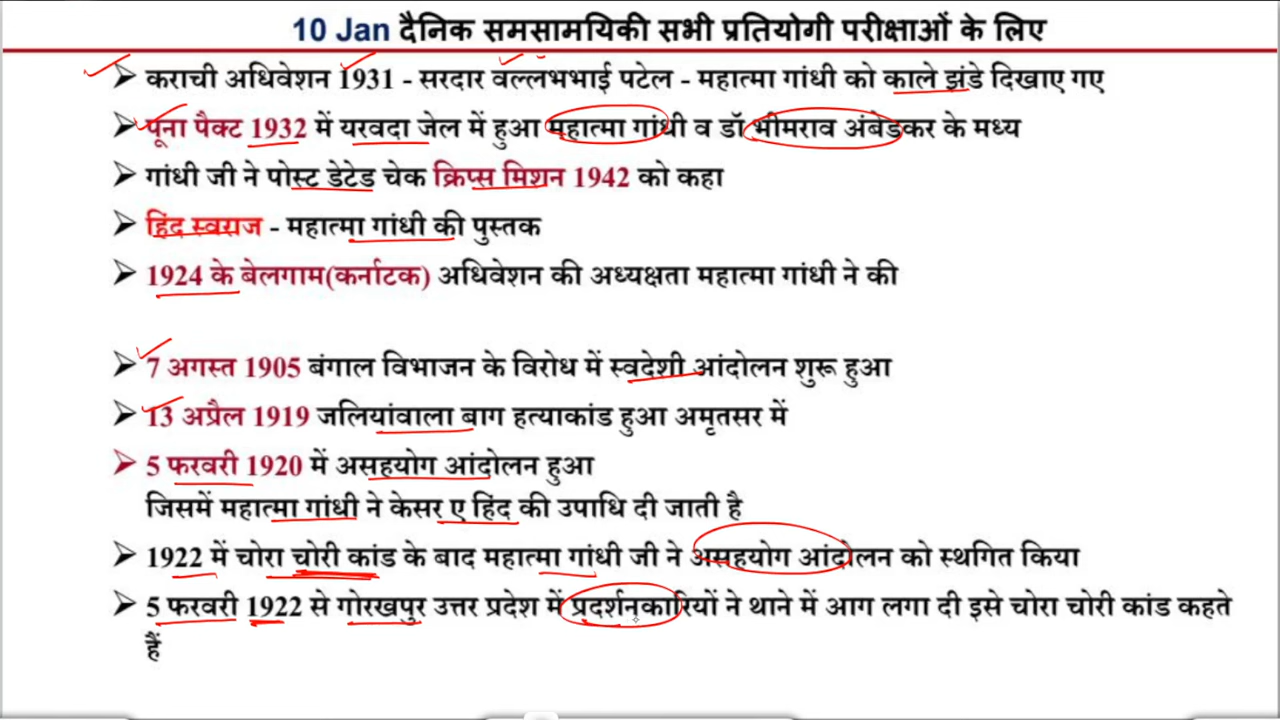 10 Jan दैनिक समसामयिकी सभी प्रतियोगी परीक्षाओं के लिए
➢ कराची अधिवेशन 1931 - सरदार वल्लभभाई पटेल - महात्मा गांधी को काले झंडे दिखाए गए
➢ पूना पैक्ट 1932 में यरवदा जेल में हुआ महात्मा गांधी व डॉ भीमराव अंबेडकर के मध्य
➢ गांधी जी ने पोस्ट डेटेड चेक क्रिप्स मिशन 1942 को कहा
➢ हिंद स्वराज - महात्मा गांधी की पुस्तक
➢ 1924 के बेलगाम(कर्नाटक) अधिवेशन की अध्यक्षता महात्मा गांधी ने की
➢ 7 अगस्त 1905 बंगाल विभाजन के विरोध में स्वदेशी आंदोलन शुरू हुआ
➢ 13 अप्रैल 1919 जलियांवाला बाग हत्याकांड हुआ अमृतसर में
➢ 5 फरवरी 1920 में असहयोग आंदोलन हुआ
जिसमें महात्मा गांधी ने केसर ए हिंद की उपाधि दी जाती है
➢ 1922 में चोरा चोरी कांड के बाद महात्मा गांधी जी ने असहयोग आंदोलन को स्थगित किया
➢ 5 फरवरी 1922 से गोरखपुर उत्तर प्रदेश में प्रदर्शनकारियों ने थाने में आग लगा दी इसे चोरा चोरी कांड कहते
हैं